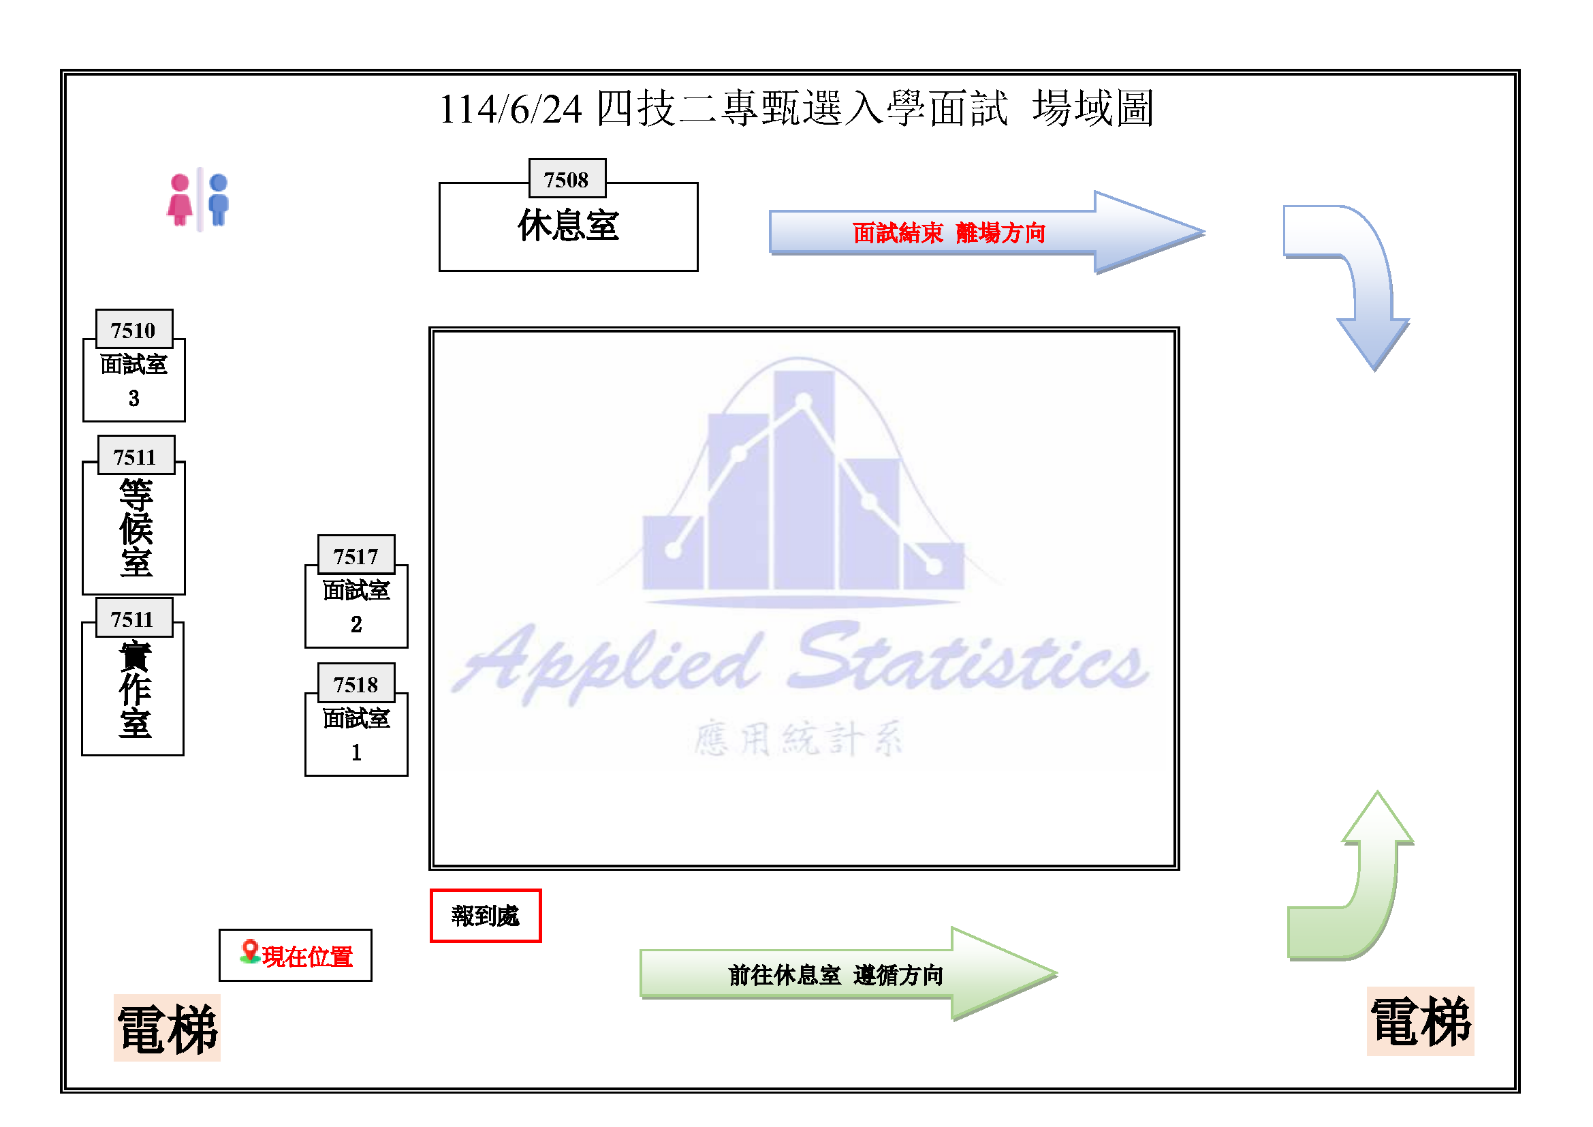 114/6/24 四技二專甄選入學面試 場域圖
7508
休息室
面試結束 離場方向
7510
面試室
3
7511
等候室
7511
實作室
7517
面試室
2
7518
面試室
1
Applied Statistics
應用統計系
報到處
現在位置
前往休息室 遵循方向
電梯
電梯